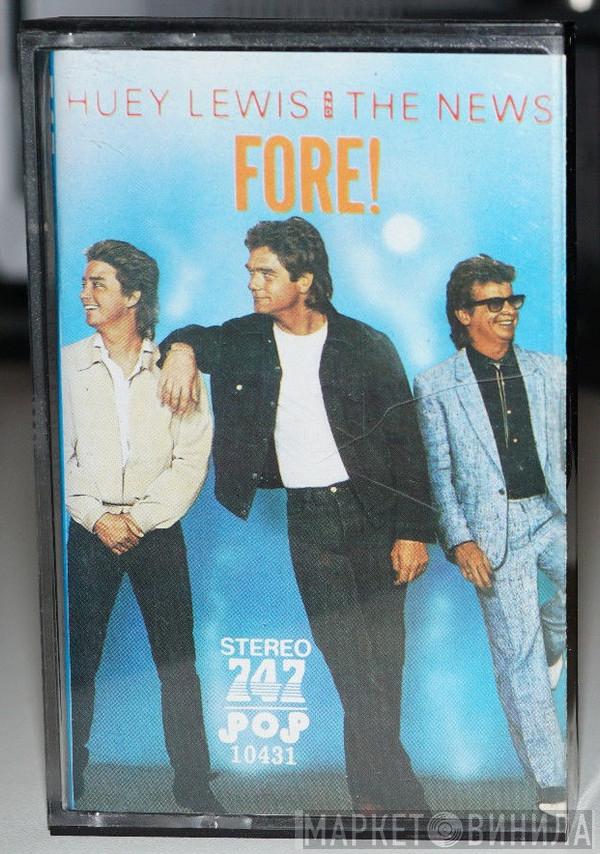 HUEY LEWIS AND THE NEWS
FORE!
STEREO
747
POP
10431
МАРКЕТ ВИНИЛА